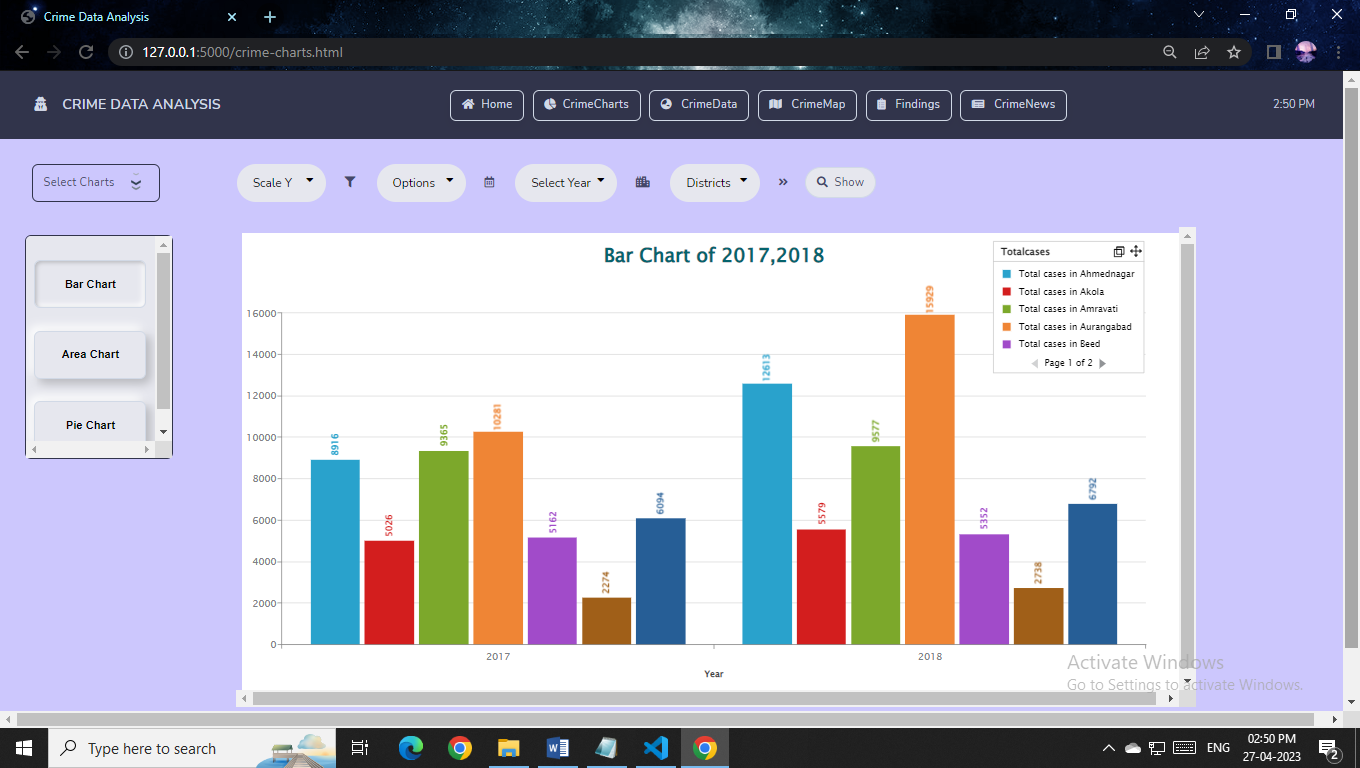 Crime Data Analysis
127.0.0.1:5000/crime-charts.html
CRIME DATA ANALYSIS
Home
CrimeCharts
CrimeData
CrimeMap
Findings
CrimeNews
2:50 PM
Select Charts
Scale Y
Options
Select Year
Districts
Show
Bar Chart
Area Chart
Pie Chart
Bar Chart of 2017,2018
Totalcases
Total cases in Ahmednagar
Total cases in Akola
Total cases in Amravati
Total cases in Aurangabad
Total cases in Beed
Page 1 of 2
16000
14000
12000
10000
8000
6000
4000
2000
0
8916
5026
9365
10281
5162
2274
6094
12613
5579
9577
15929
5352
2738
6792
2017
2018
Year
Activate Windows
Go to Settings to activate Windows.
Type here to search
ENG
02:50 PM
27-04-2023
2